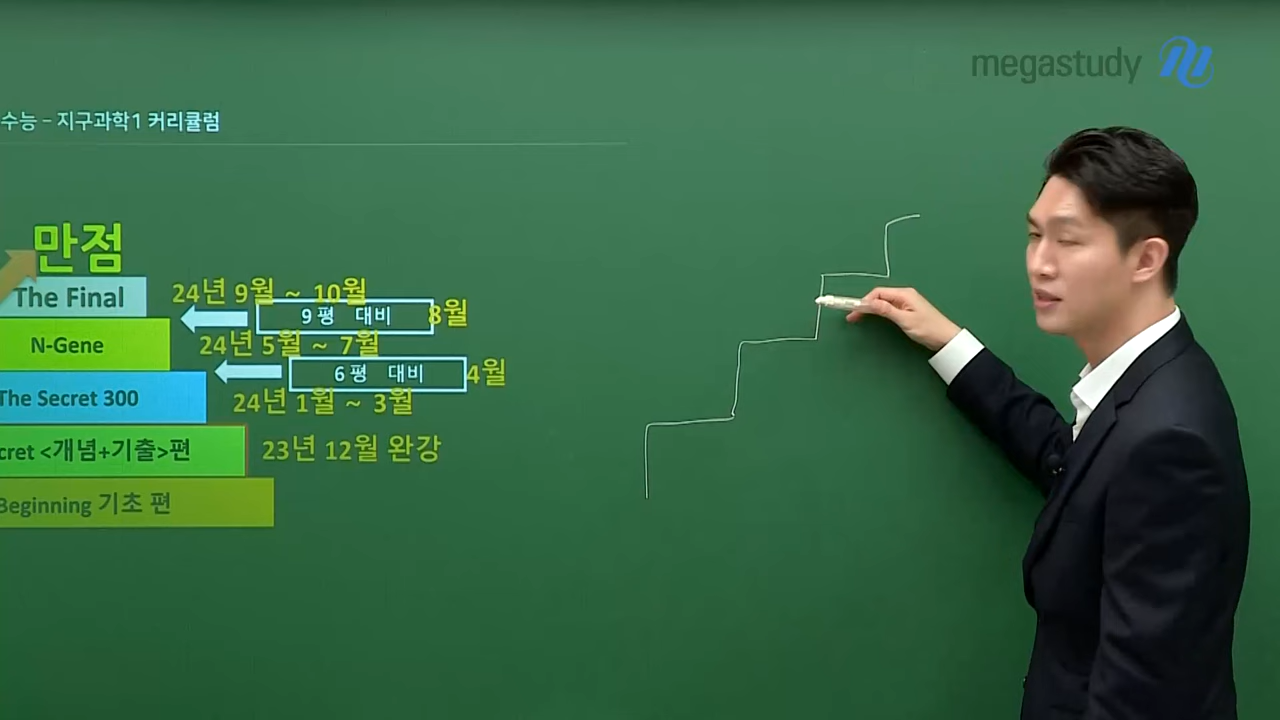 megastudy
수능 - 지구과학1 커리큘럼
만점
The Final
24년 9월 ~ 10월
9평 대비
8월
N-Gene
24년 5월 ~ 7월
6평 대비
4월
The Secret 300
24년 1월 ~ 3월
cret <개념+기출>편
23년 12월 완강
Beginning 기초 편